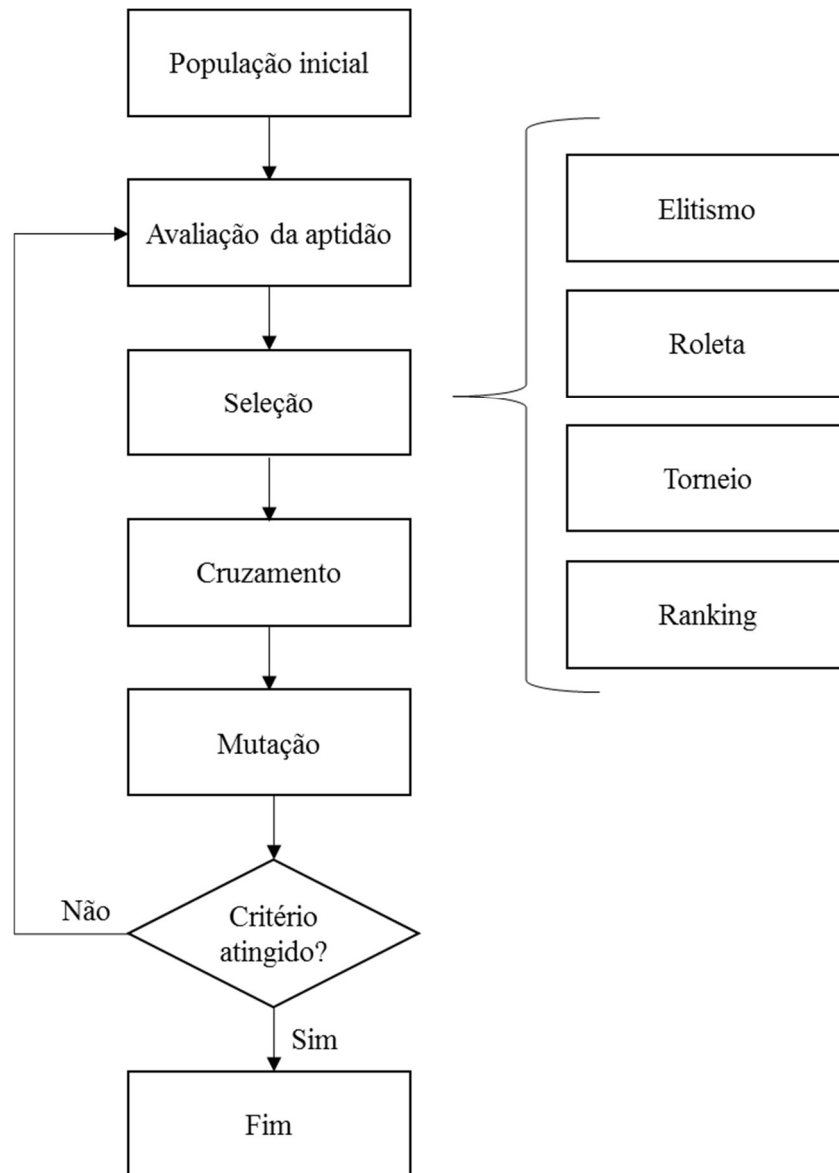 População inicial
Avaliação da aptidão
Seleção
Cruzamento
Mutação
Critério
atingido?
Não
Sim
Fim
Elitismo
Roleta
Torneio
Ranking